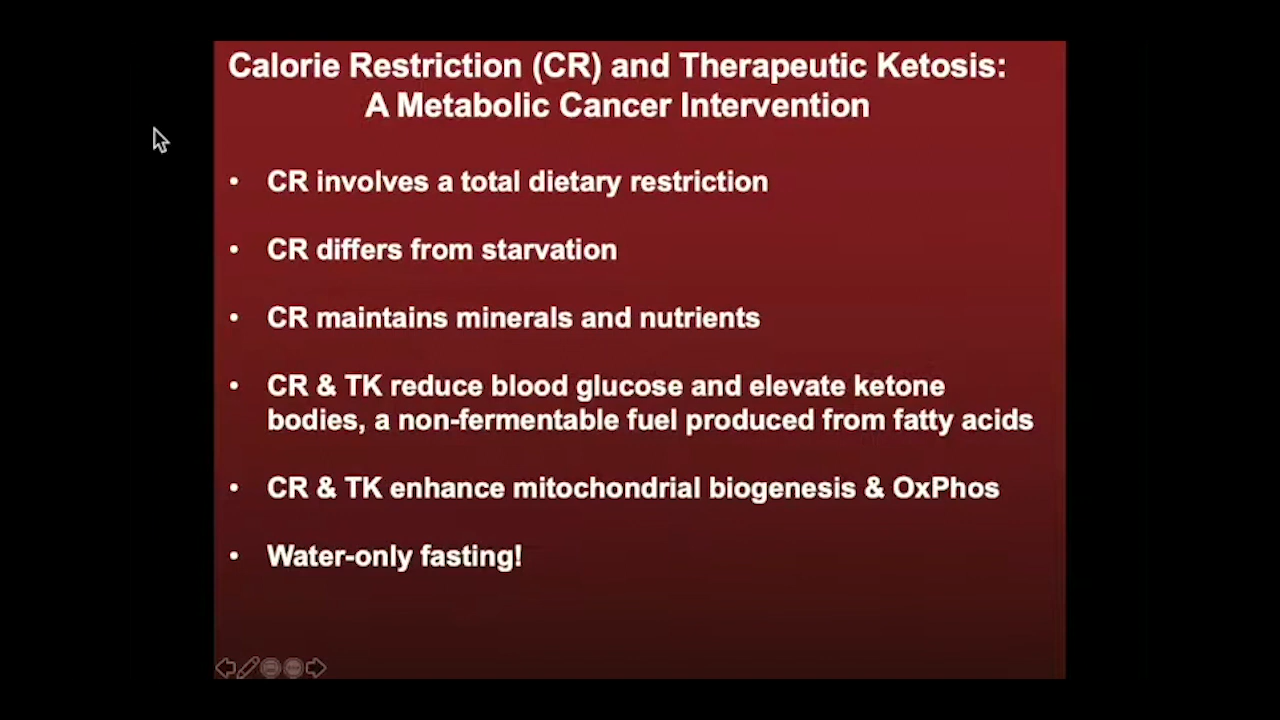 Calorie Restriction (CR) and Therapeutic Ketosis:
A Metabolic Cancer Intervention
• CR involves a total dietary restriction
• CR differs from starvation
• CR maintains minerals and nutrients
• CR & TK reduce blood glucose and elevate ketone
bodies, a non-fermentable fuel produced from fatty acids
• CR & TK enhance mitochondrial biogenesis & OxPhos
• Water-only fasting!